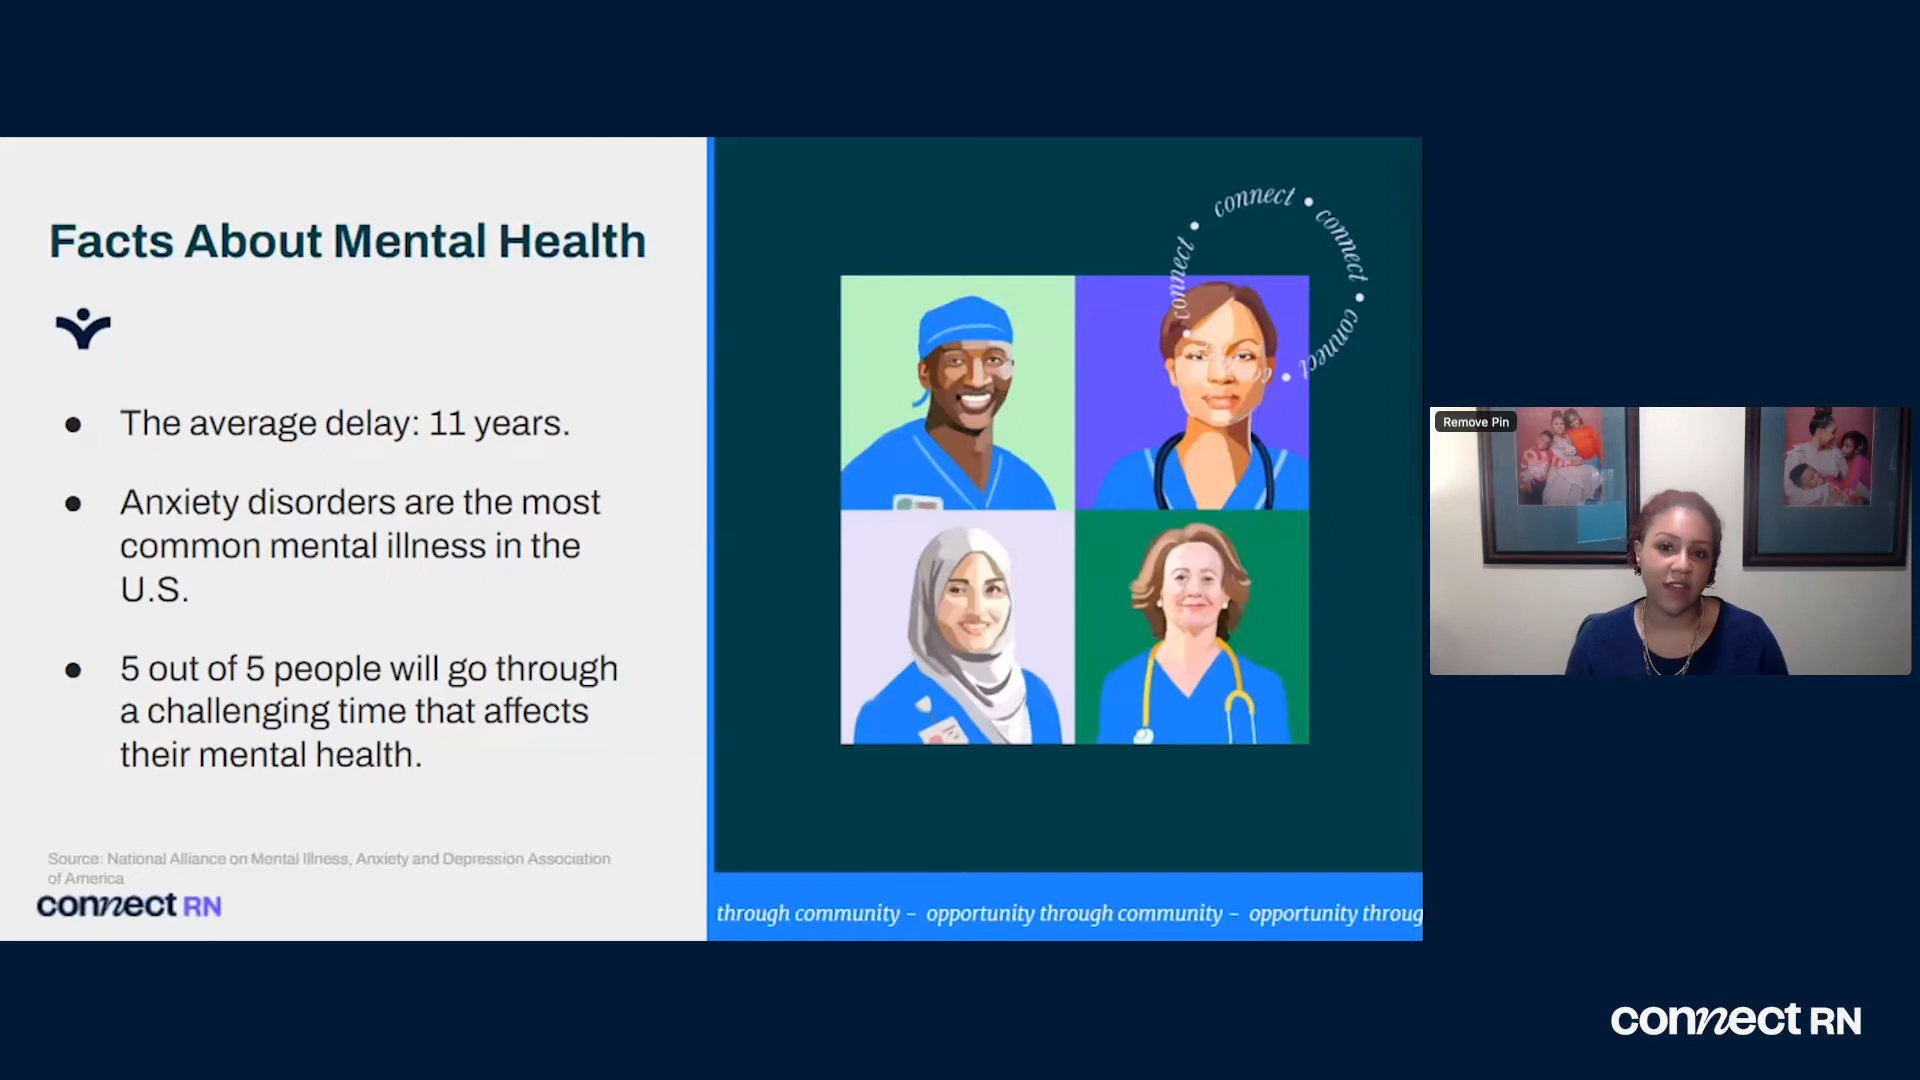 Facts About Mental Health
● The average delay: 11 years.
● Anxiety disorders are the most
common mental illness in the
U.S.
● 5 out of 5 people will go through
a challenging time that affects
their mental health.
Source: National Alliance on Mental Illness, Anxiety and Depression Association
of America
connect RN
connect • connect • connect • • connect •
through community – opportunity through community – opportunity throug
Remove Pin
connect RN